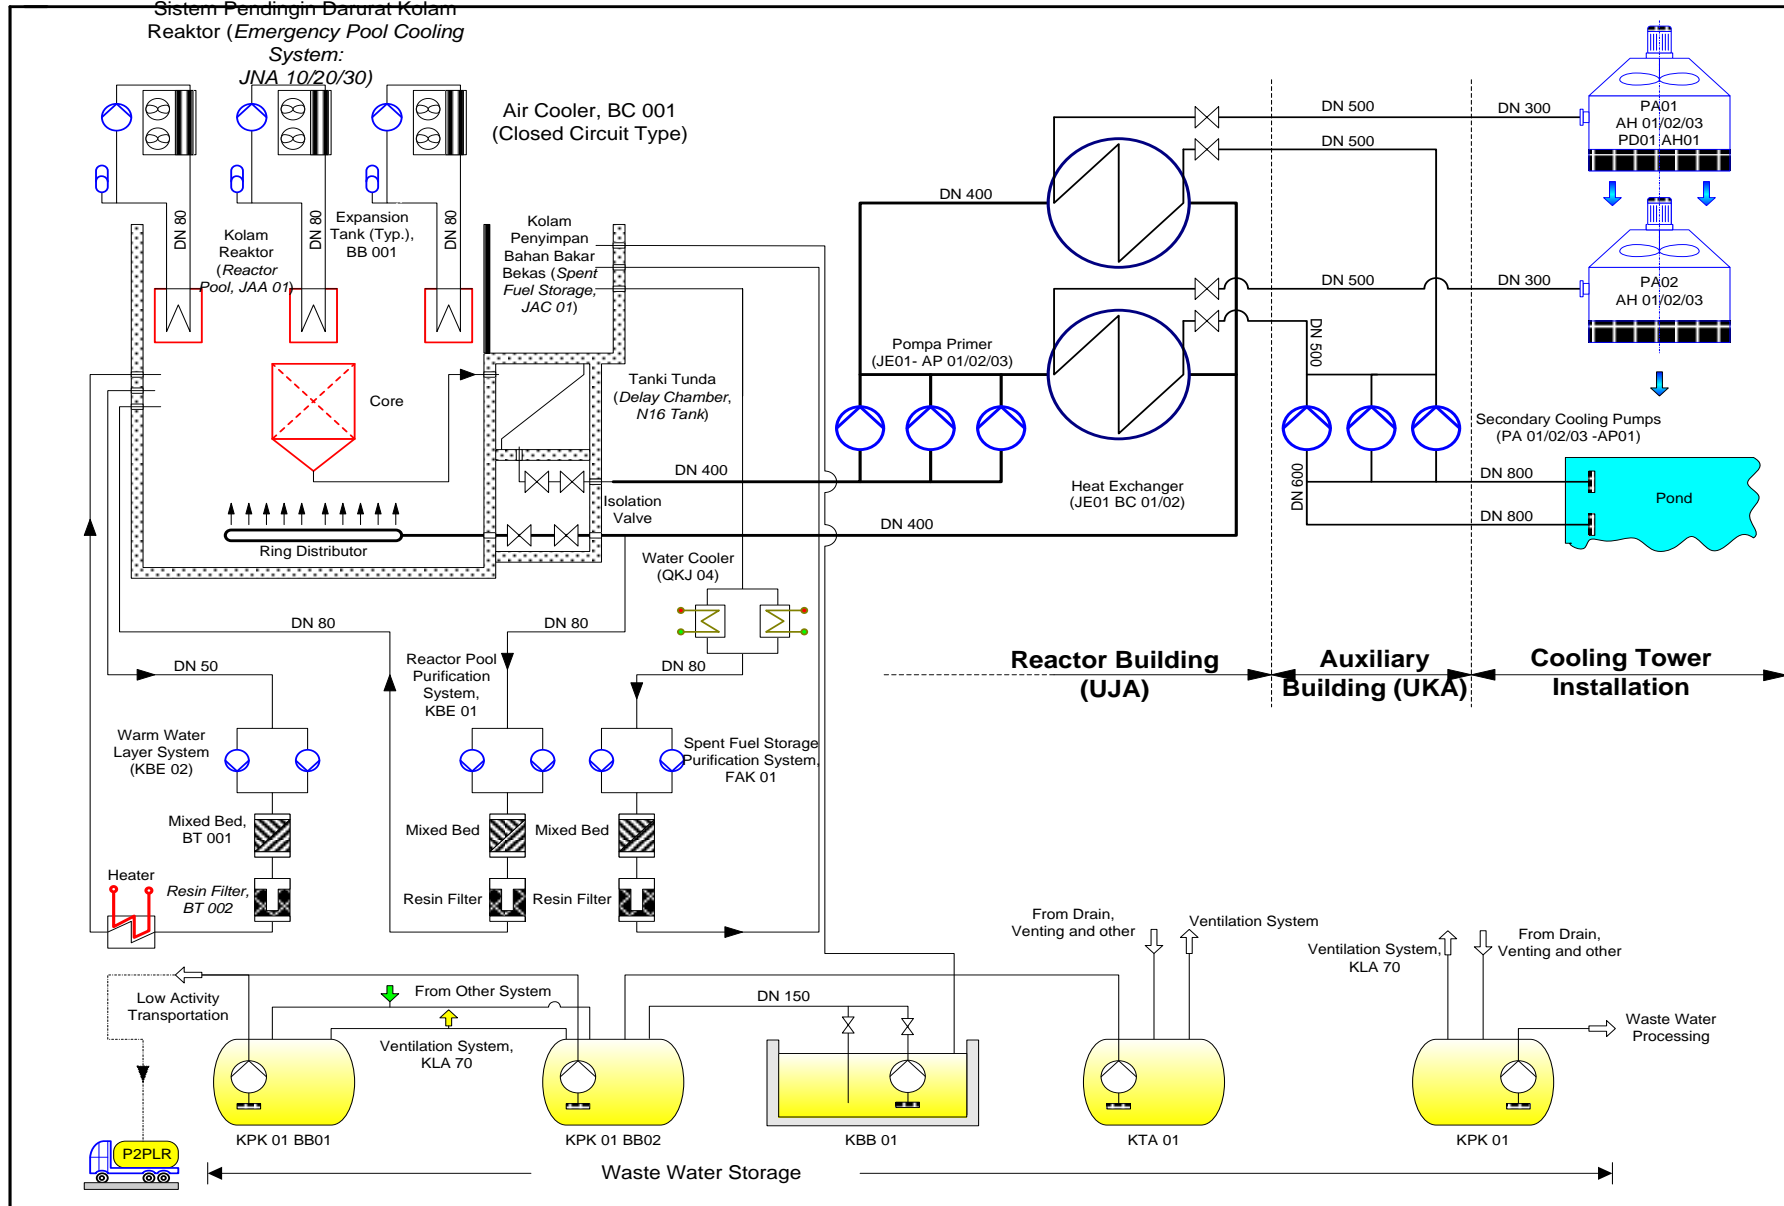 Sistem Pendingin Darurat Kolam
Reaktor (Emergency Pool Cooling
System:
JNA 10/20/30)
Air Cooler, BC 001
(Closed Circuit Type)
DN 80
DN 80
DN 80
Expansion
Tank (Typ.),
BB 001
Kolam
Reaktor
(Reactor
Pool, JAA 01)
Kolam
Penyimpan
Bahan Bakar
Bekas (Spent
Fuel Storage,
JAC 01)
Core
Tanki Tunda
(Delay Chamber,
N16 Tank)
Isolation
Valve
Ring Distributor
DN 400
DN 400
DN 400
Pompa Primer
(JE01- AP 01/02/03)
Heat Exchanger
(JE01 BC 01/02)
DN 500
DN 500
DN 500
DN 500
DN 300
DN 300
PA01
AH 01/02/03
PD01 AH01
PA02
AH 01/02/03
Secondary Cooling Pumps
(PA 01/02/03 -AP01)
DN 600
DN 800
DN 800
Pond
Water Cooler
(QKJ 04)
Reactor Building
(UJA)
Auxiliary
Building (UKA)
Cooling Tower
Installation
DN 80
DN 80
DN 50
DN 80
Reactor Pool
Purification
System,
KBE 01
Warm Water
Layer System
(KBE 02)
Spent Fuel Storage
Purification System,
FAK 01
Mixed Bed,
BT 001
Mixed Bed
Mixed Bed
Heater
Resin Filter,
BT 002
Resin Filter
Resin Filter
From Drain,
Venting and other
Ventilation System
Ventilation System,
KLA 70
From Drain,
Venting and other
Low Activity
Transportation
From Other System
DN 150
Ventilation System,
KLA 70
Waste Water
Processing
KPK 01 BB01
KPK 01 BB02
KBB 01
KTA 01
KPK 01
P2PLR
Waste Water Storage